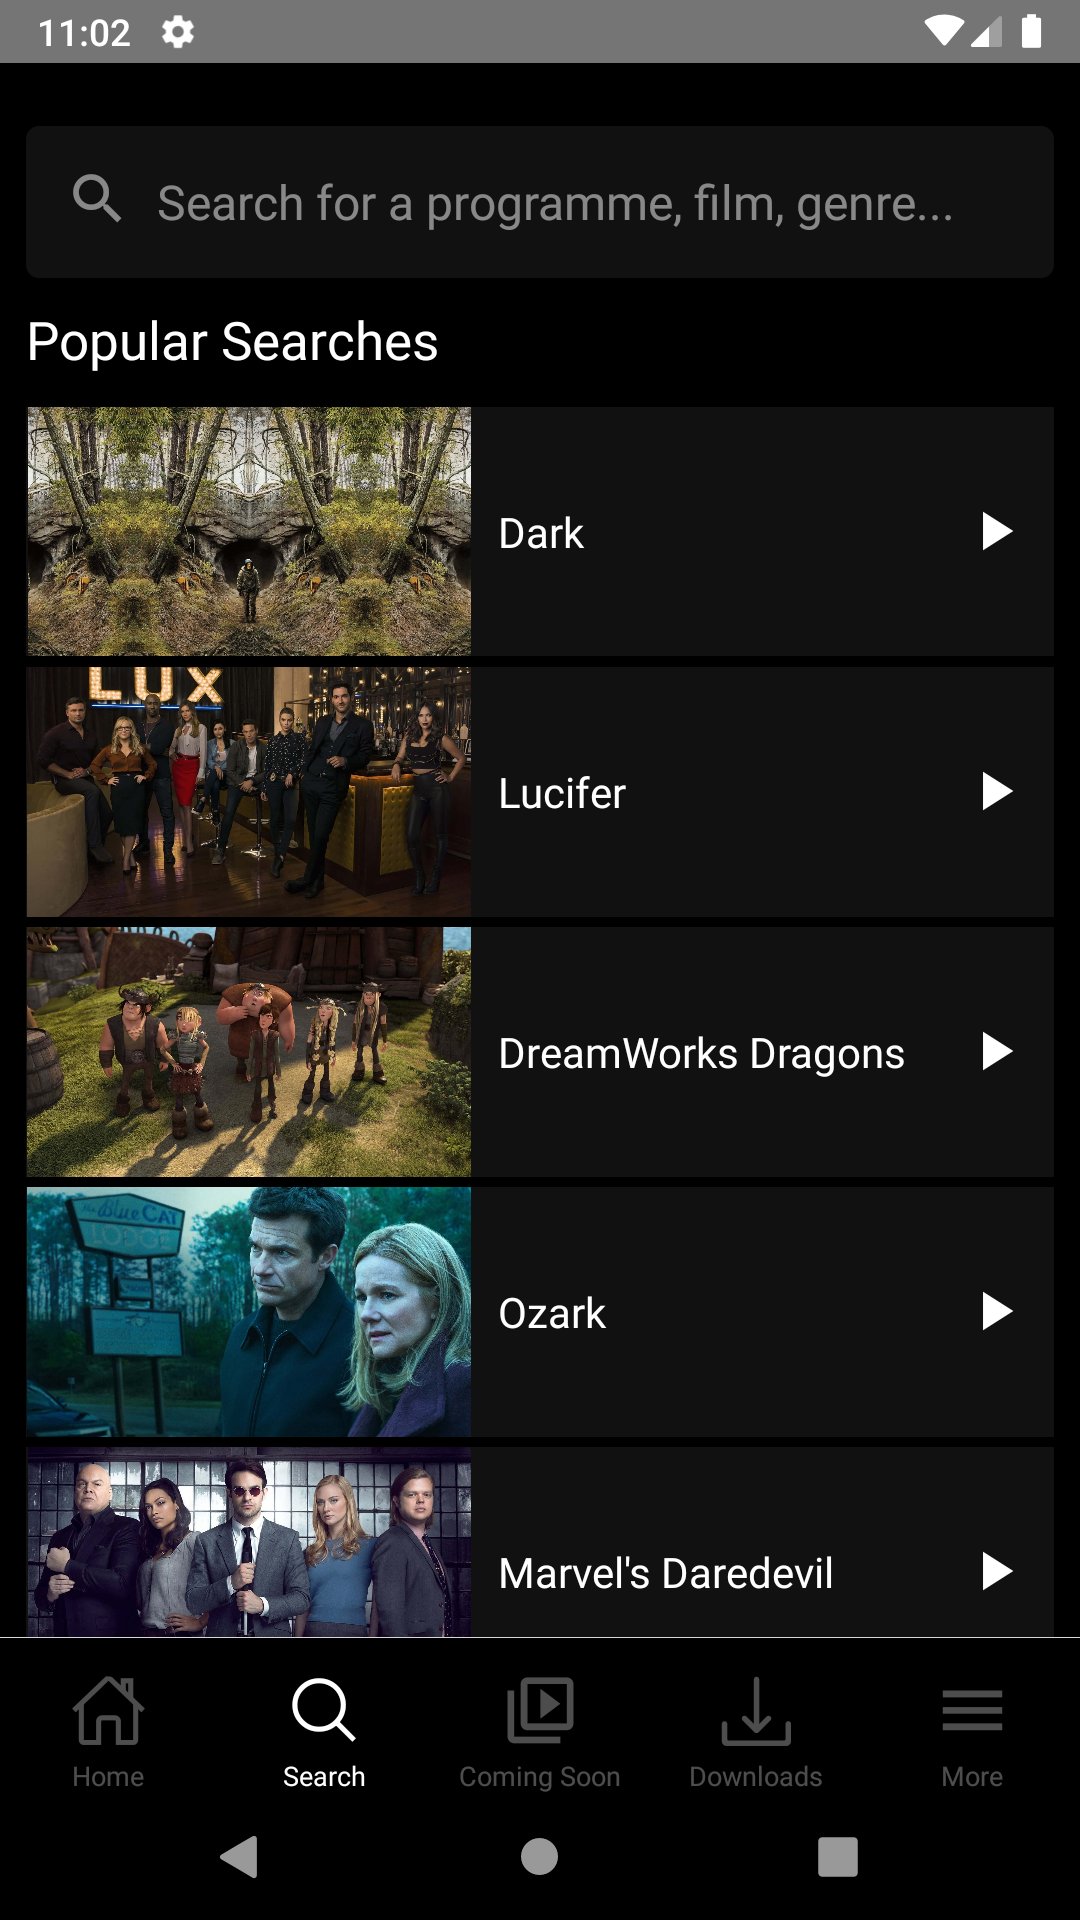 11:02
Search for a programme, film, genre...
Popular Searches
Dark
LUX
Lucifer
DreamWorks Dragons
Blue CAT
LODGE
Ozark
Marvel's Daredevil
Home
Search
Coming Soon
Downloads
More